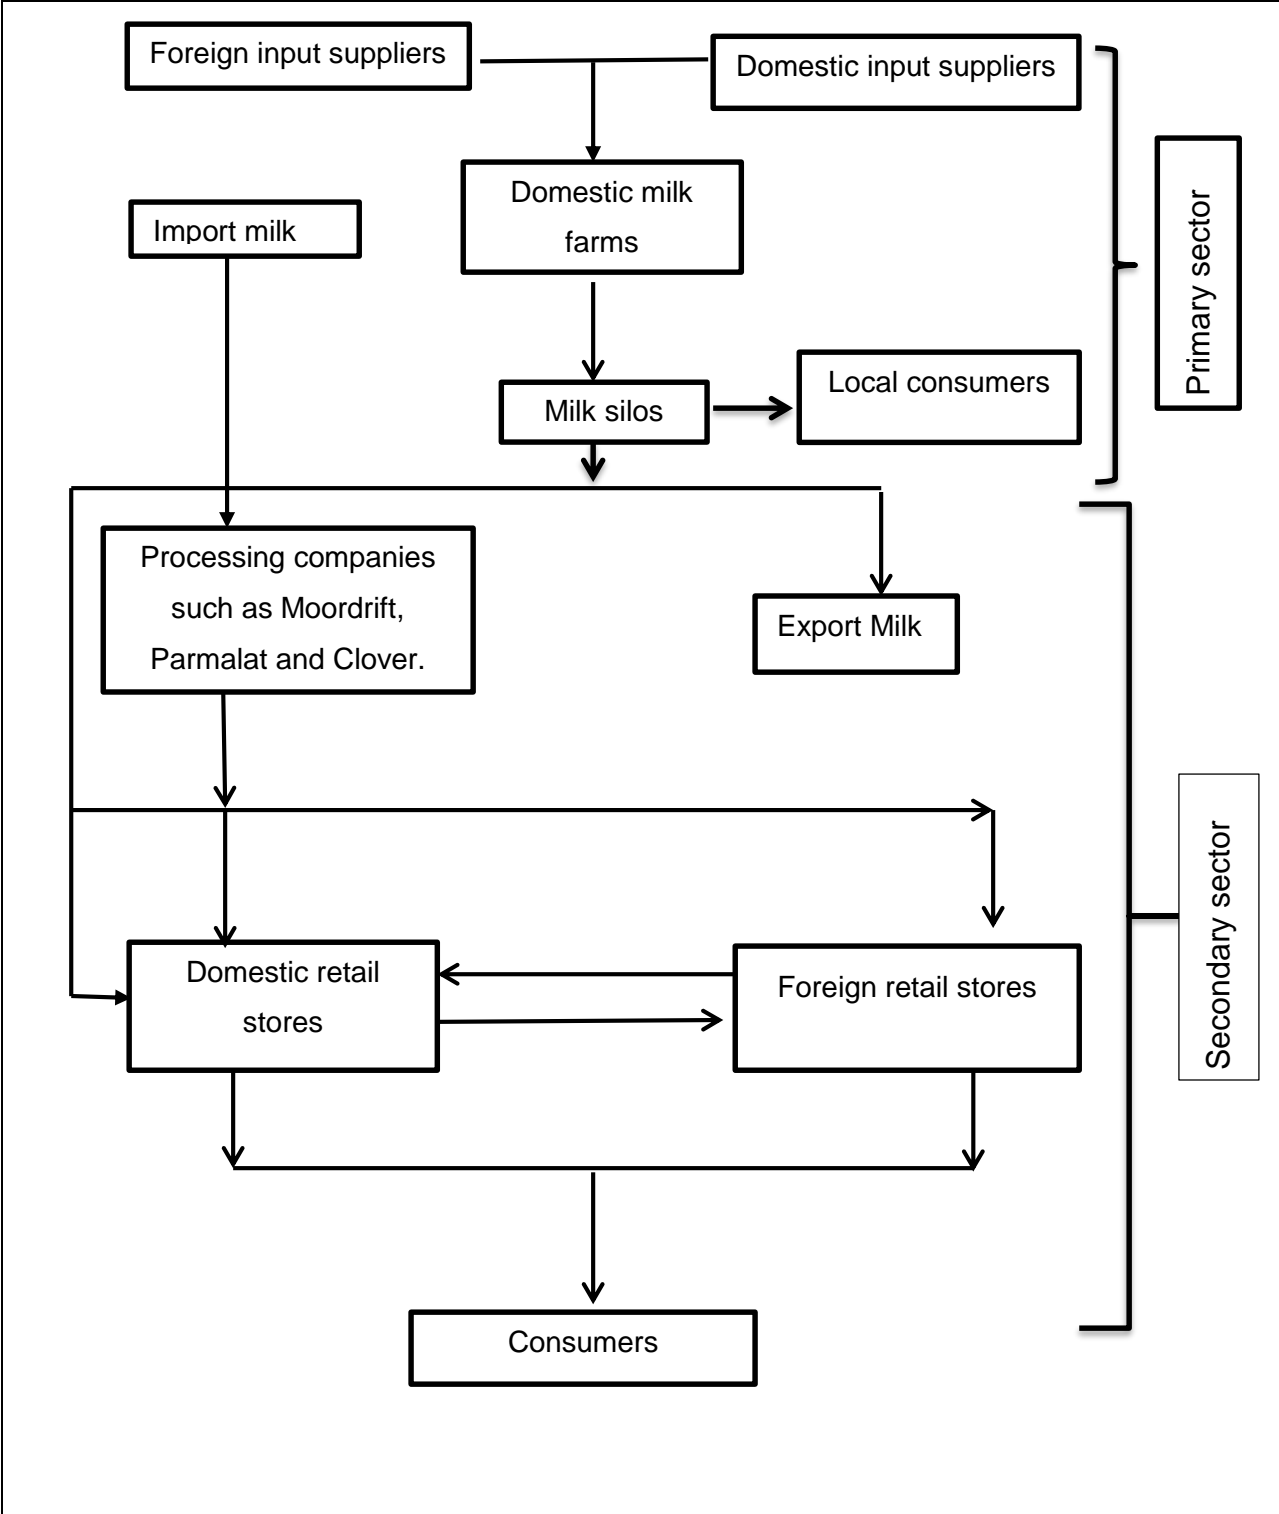 Foreign input suppliers
Domestic input suppliers
Domestic milk
farms
Import milk
Primary sector
Local consumers
Milk silos
Processing companies
such as Moordrift,
Parmalat and Clover.
Export Milk
Secondary sector
Domestic retail
stores
Foreign retail stores
Consumers